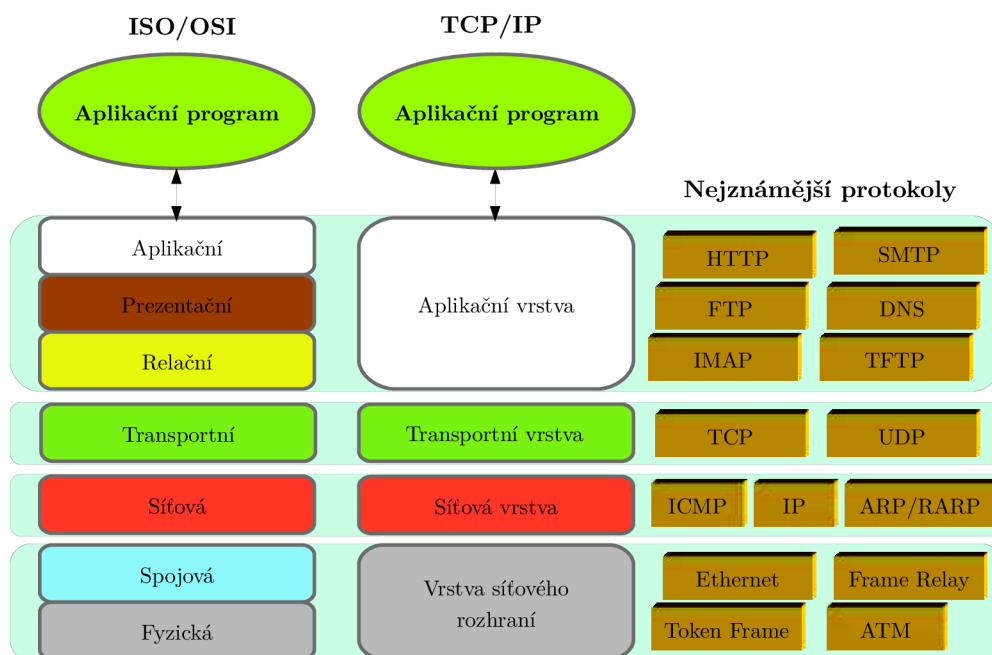 ISO/OSI
TCP/IP
Aplikační program
Aplikační program
Nejznámější protokoly
Aplikační
Prezentační
Relační
Aplikační vrstva
HTTP
SMTP
FTP
DNS
IMAP
TFTP
Transportní
Transportní vrstva
TCP
UDP
Síťová
Síťová vrstva
ICMP
IP
ARP/RARP
Spojová
Fyzická
Vrstva síťového
rozhraní
Ethernet
Frame Relay
Token Frame
ATM